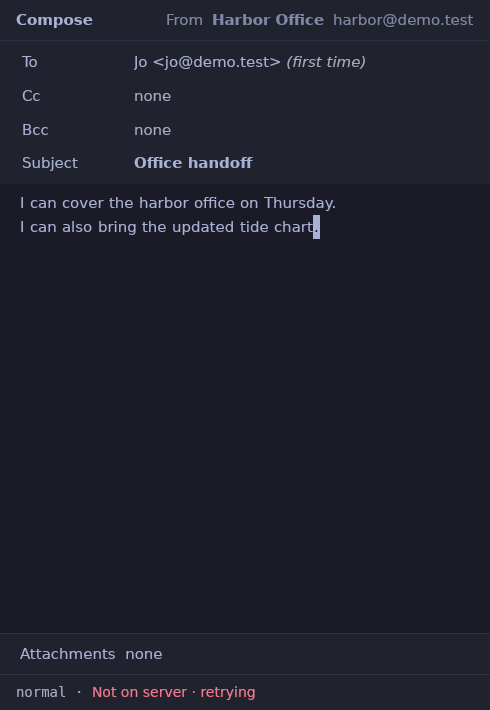 Compose From Harbor Office harbor@demo.test
To Jo <jo@demo.test> (first time)
Cc none
Bcc none
Subject Office handoff
I can cover the harbor office on Thursday.
I can also bring the updated tide chart.
Attachments none
normal · Not on server · retrying